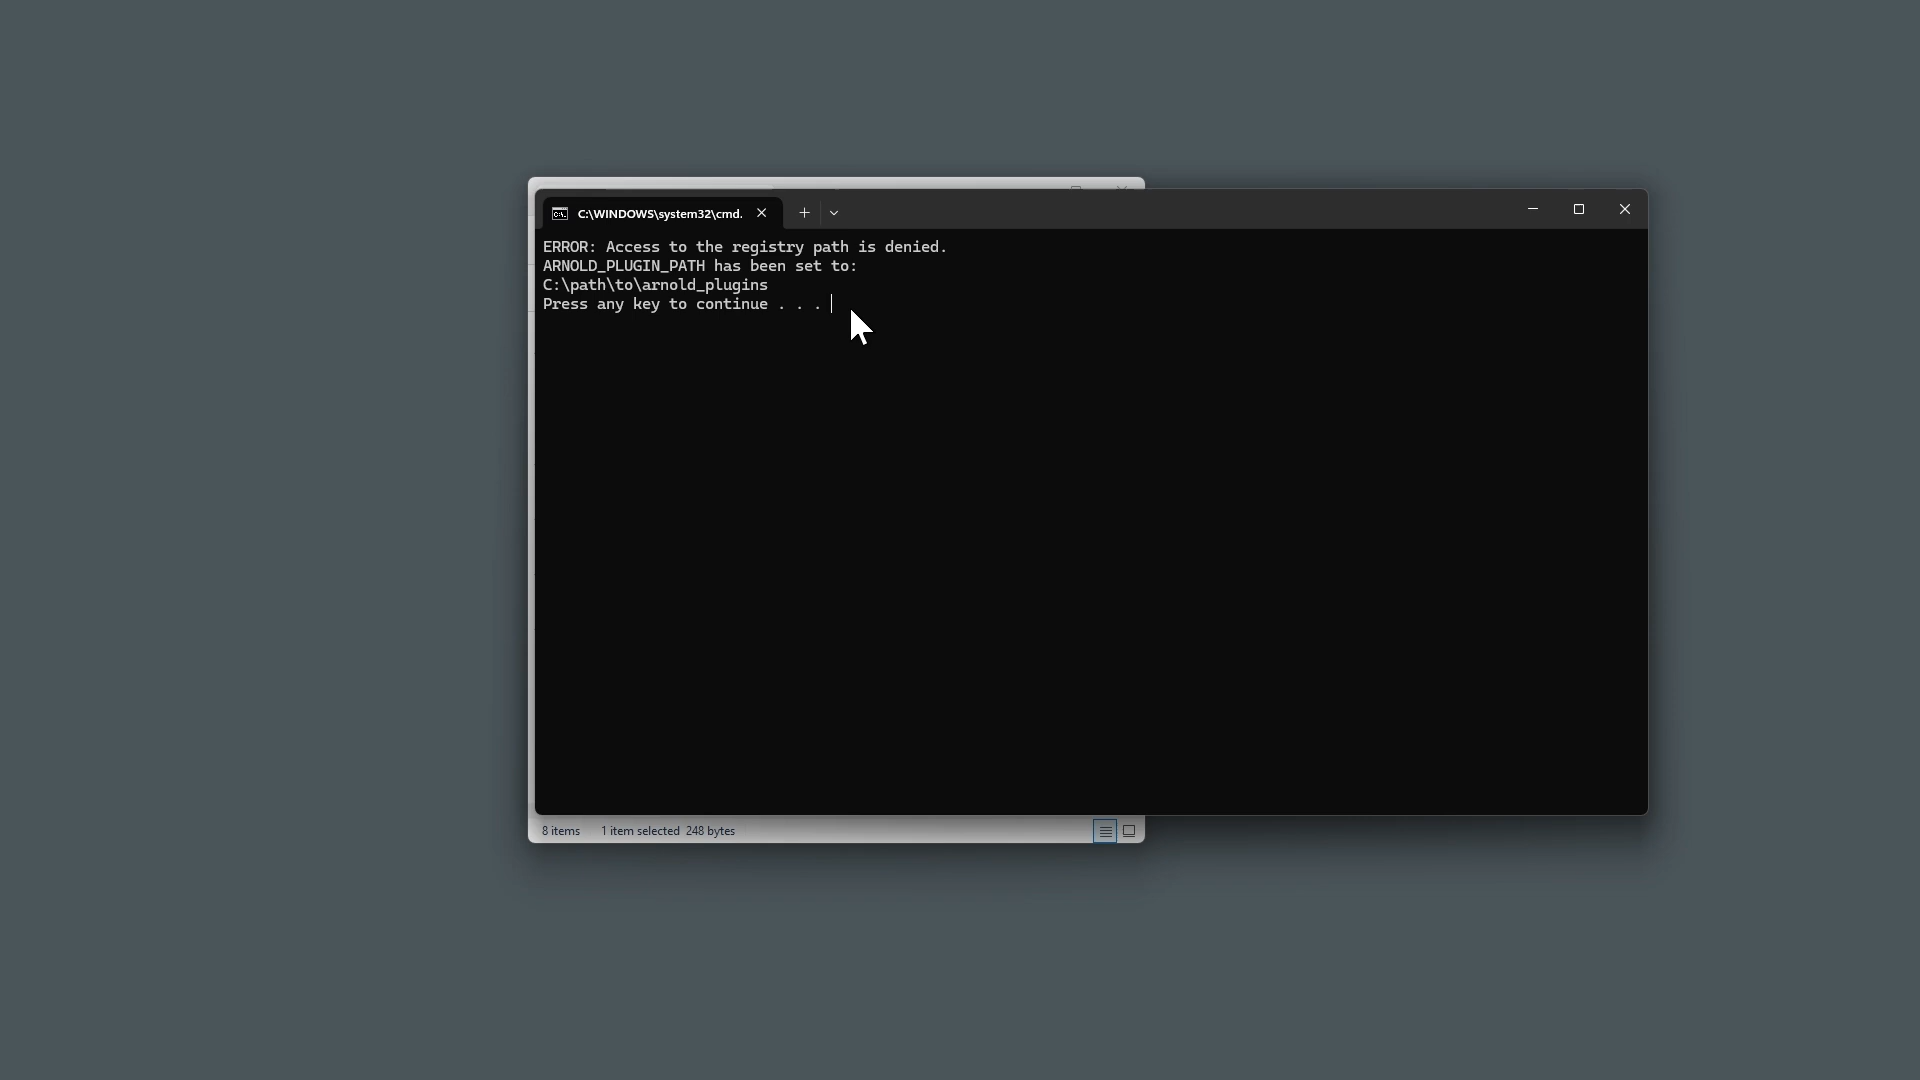 C:\WINDOWS\system32\cmd.
ERROR: Access to the registry path is denied.
ARNOLD_PLUGIN_PATH has been set to:
C:\path\to\arnold_plugins
Press any key to continue . . .
8 items 1 item selected 248 bytes